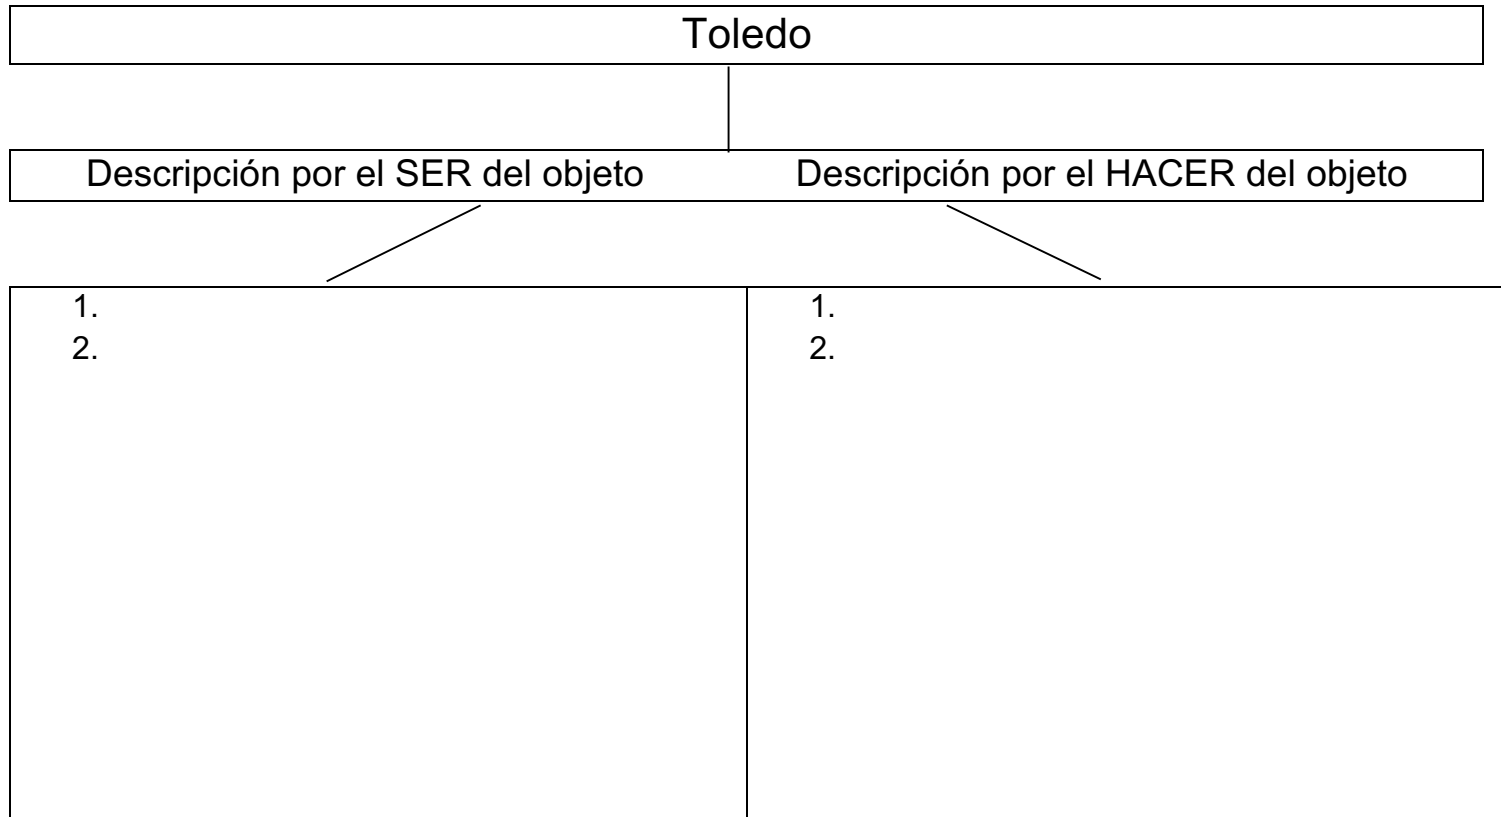 Toledo
Descripción por el SER del objeto
Descripción por el HACER del objeto
1.
2.
1.
2.